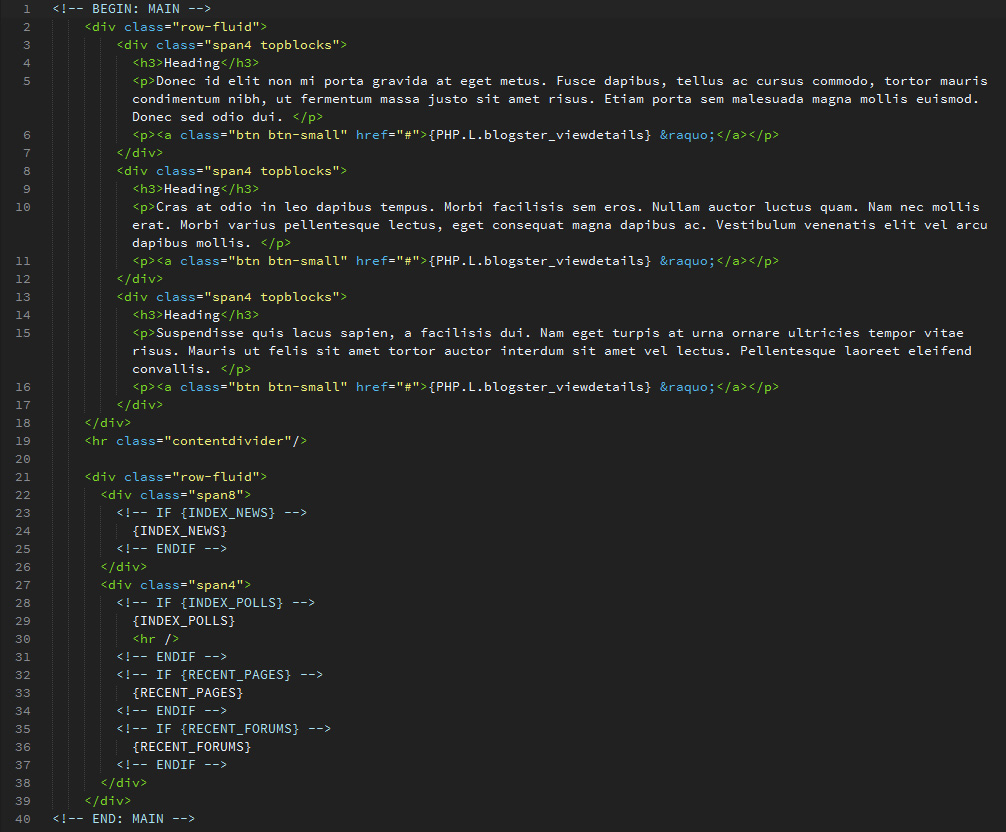 1 <!-- BEGIN: MAIN -->
2 <div class="row-fluid">
3 <div class="span4 topblocks">
4 <h3>Heading</h3>
5 <p>Donec id elit non mi porta gravida at eget metus. Fusce dapibus, tellus ac cursus commodo, tortor mauris
condimentum nibh, ut fermentum massa justo sit amet risus. Etiam porta sem malesuada magna mollis euismod.
Donec sed odio dui. </p>
6 <p><a class="btn btn-small" href="#">{PHP.L.blogster_viewdetails} &raquo;</a></p>
7 </div>
8 <div class="span4 topblocks">
9 <h3>Heading</h3>
10 <p>Cras at odio in leo dapibus tempus. Morbi facilisis sem eros. Nullam auctor luctus quam. Nam nec mollis
erat. Morbi varius pellentesque lectus, eget consequat magna dapibus ac. Vestibulum venenatis elit vel arcu
dapibus mollis. </p>
11 <p><a class="btn btn-small" href="#">{PHP.L.blogster_viewdetails} &raquo;</a></p>
12 </div>
13 <div class="span4 topblocks">
14 <h3>Heading</h3>
15 <p>Suspendisse quis lacus sapien, a facilisis dui. Nam eget turpis at urna ornare ultricies tempor vitae
risus. Mauris ut felis sit amet tortor auctor interdum sit amet vel lectus. Pellentesque laoreet eleifend
convallis. </p>
16 <p><a class="btn btn-small" href="#">{PHP.L.blogster_viewdetails} &raquo;</a></p>
17 </div>
18 </div>
19 <hr class="contentdivider"/>
20
21 <div class="row-fluid">
22 <div class="span8">
23 <!-- IF {INDEX_NEWS} -->
24 {INDEX_NEWS}
25 <!-- ENDIF -->
26 </div>
27 <div class="span4">
28 <!-- IF {INDEX_POLLS} -->
29 {INDEX_POLLS}
30 <hr />
31 <!-- ENDIF -->
32 <!-- IF {RECENT_PAGES} -->
33 {RECENT_PAGES}
34 <!-- ENDIF -->
35 <!-- IF {RECENT_FORUMS} -->
36 {RECENT_FORUMS}
37 <!-- ENDIF -->
38 </div>
39 </div>
40 <!-- END: MAIN -->